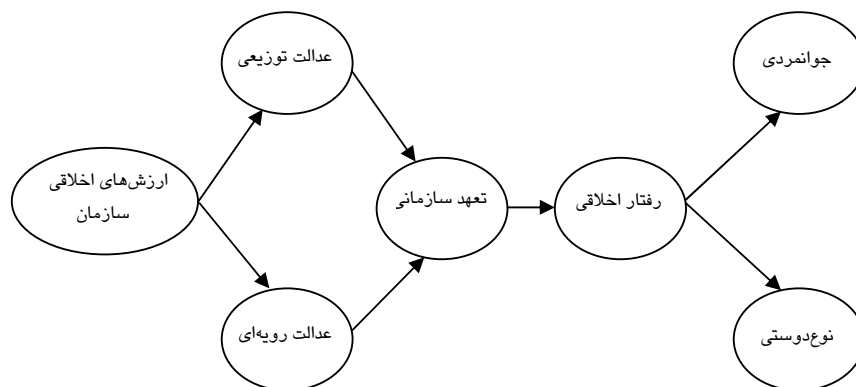 عدالت توزیعی
جوانمردی
ارزش‌های اخلاقی
سازمان
تعهد سازمانی
رفتار اخلاقی
عدالت رویه‌ای
نوع‌دوستی